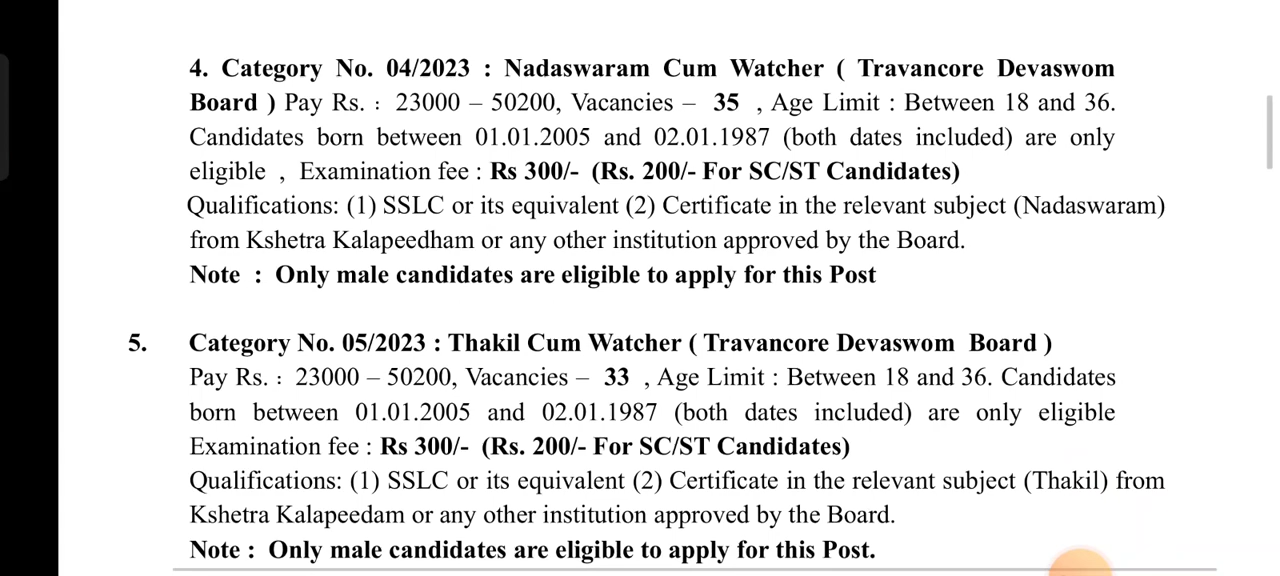 4. Category No. 04/2023 : Nadaswaram Cum Watcher ( Travancore Devaswom
Board ) Pay Rs. : 23000 – 50200, Vacancies – 35 , Age Limit : Between 18 and 36.
Candidates born between 01.01.2005 and 02.01.1987 (both dates included) are only
eligible , Examination fee : Rs 300/- (Rs. 200/- For SC/ST Candidates)
Qualifications: (1) SSLC or its equivalent (2) Certificate in the relevant subject (Nadaswaram)
from Kshetra Kalapeedham or any other institution approved by the Board.
Note : Only male candidates are eligible to apply for this Post
5. Category No. 05/2023 : Thakil Cum Watcher ( Travancore Devaswom Board )
Pay Rs. : 23000 – 50200, Vacancies – 33 , Age Limit : Between 18 and 36. Candidates
born between 01.01.2005 and 02.01.1987 (both dates included) are only eligible
Examination fee : Rs 300/- (Rs. 200/- For SC/ST Candidates)
Qualifications: (1) SSLC or its equivalent (2) Certificate in the relevant subject (Thakil) from
Kshetra Kalapeedam or any other institution approved by the Board.
Note : Only male candidates are eligible to apply for this Post.